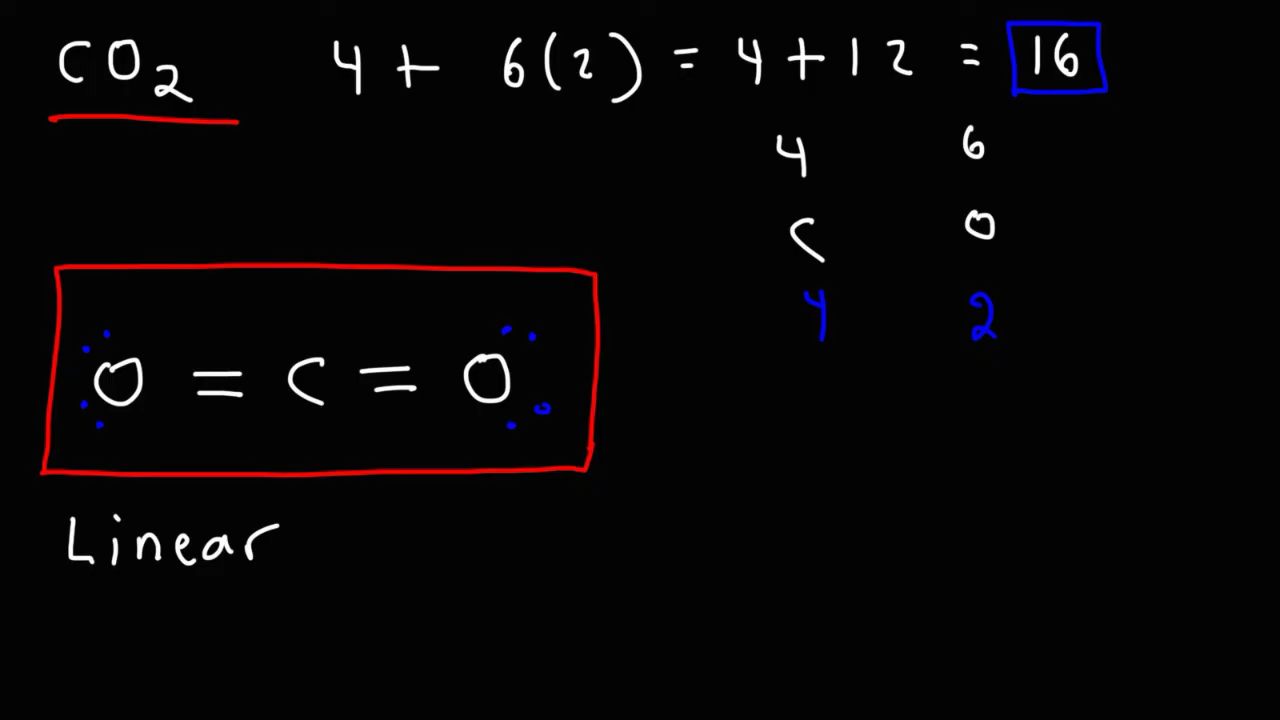 CO₂ 4 + 6(2) = 4 + 12 = 16
4 6
C O
4 2
O = C = O
Linear